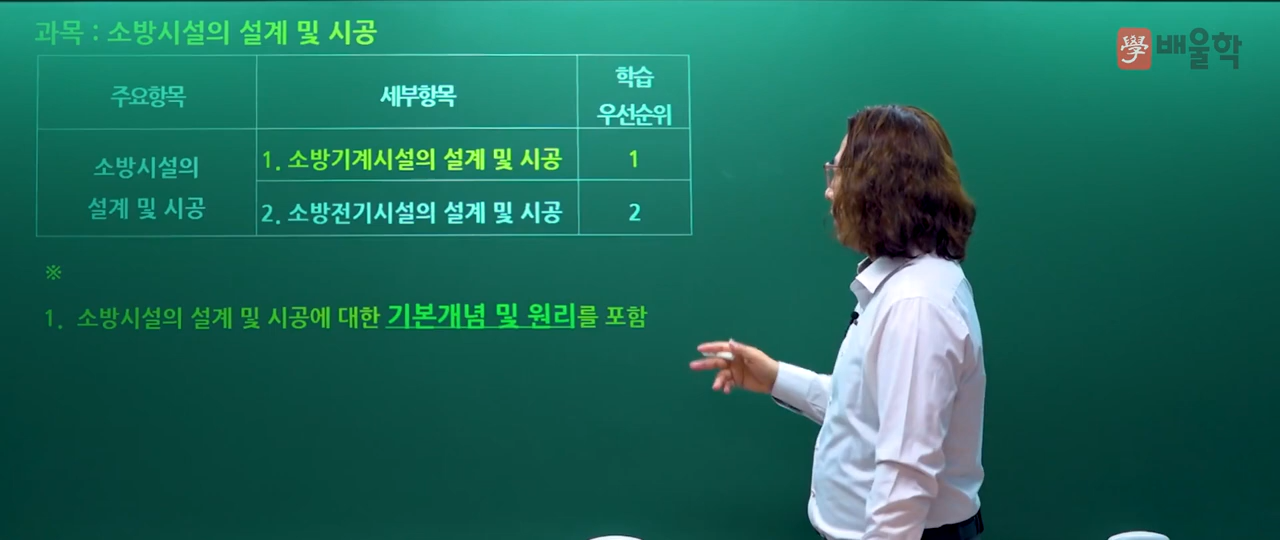 과목 : 소방시설의 설계 및 시공
學 배울학
주요항목 세부항목 학습
우선순위
소방시설의
설계 및 시공
1. 소방기계시설의 설계 및 시공 1
2. 소방전기시설의 설계 및 시공 2
※
1. 소방시설의 설계 및 시공에 대한 기본개념 및 원리를 포함